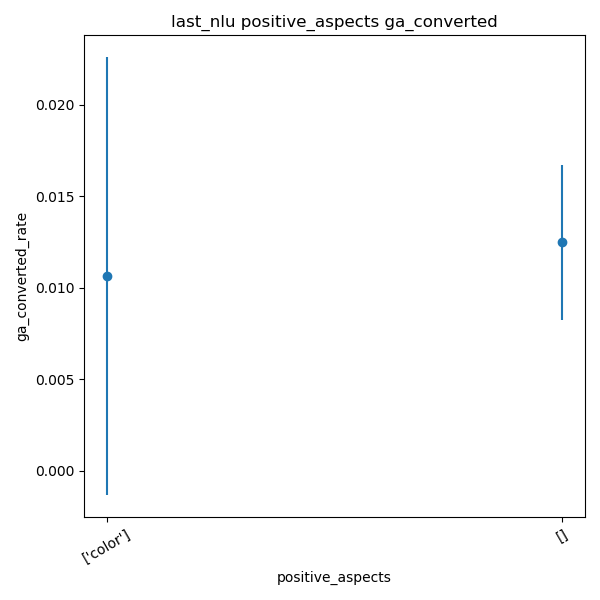 last_nlu positive_aspects ga_converted
ga_converted_rate
0.020
0.015
0.010
0.005
0.000
['color']
[]
positive_aspects